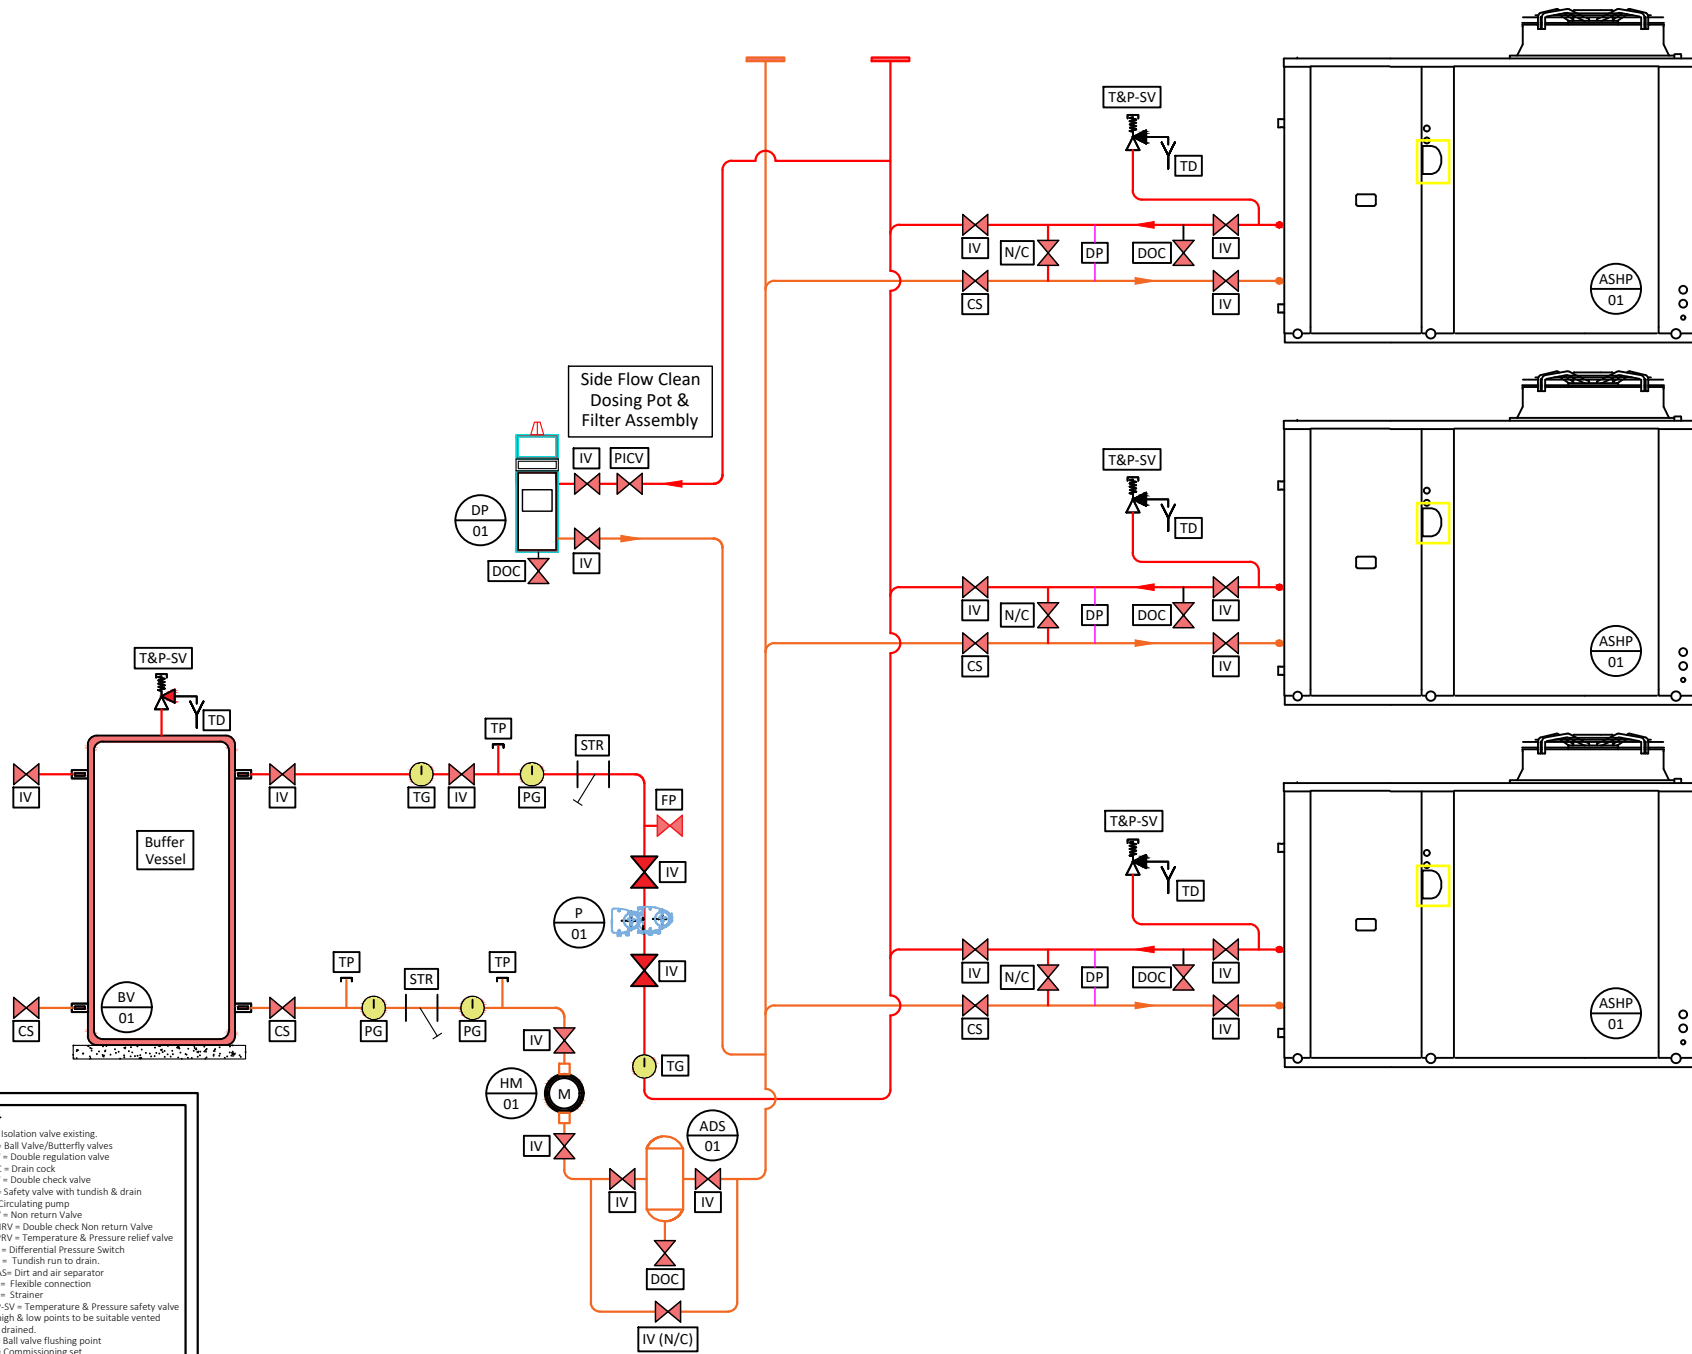 T&P-SV
TD
IV
N/C
DP
DOC
IV
CS
IV
ASHP
01
Side Flow Clean
Dosing Pot &
Filter Assembly
IV
PICV
DP
01
IV
DOC
T&P-SV
TD
IV
N/C
DP
DOC
IV
CS
IV
ASHP
01
T&P-SV
TD
TP
STR
IV
IV
TG
IV
PG
FP
Buffer
Vessel
IV
P
01
IV
T&P-SV
TD
IV
N/C
DP
DOC
IV
CS
IV
ASHP
01
BV
01
TP
STR
TP
CS
CS
PG
PG
IV
TG
HM
01
M
IV
ADS
01
IV
IV
DOC
IV (N/C)
Isolation valve existing.
Ball Valve/Butterfly valves
= Double regulation valve
= Drain cock
= Double check valve
Safety valve with tundish & drain
Circulating pump
= Non return Valve
= Double check Non return Valve
= Temperature & Pressure relief valve
= Differential Pressure Switch
= Tundish run to drain.
= Dirt and air separator
= Flexible connection
= Strainer
-SV = Temperature & Pressure safety valve
high & low points to be suitable vented
drained.
Ball valve flushing point
Commissioning set